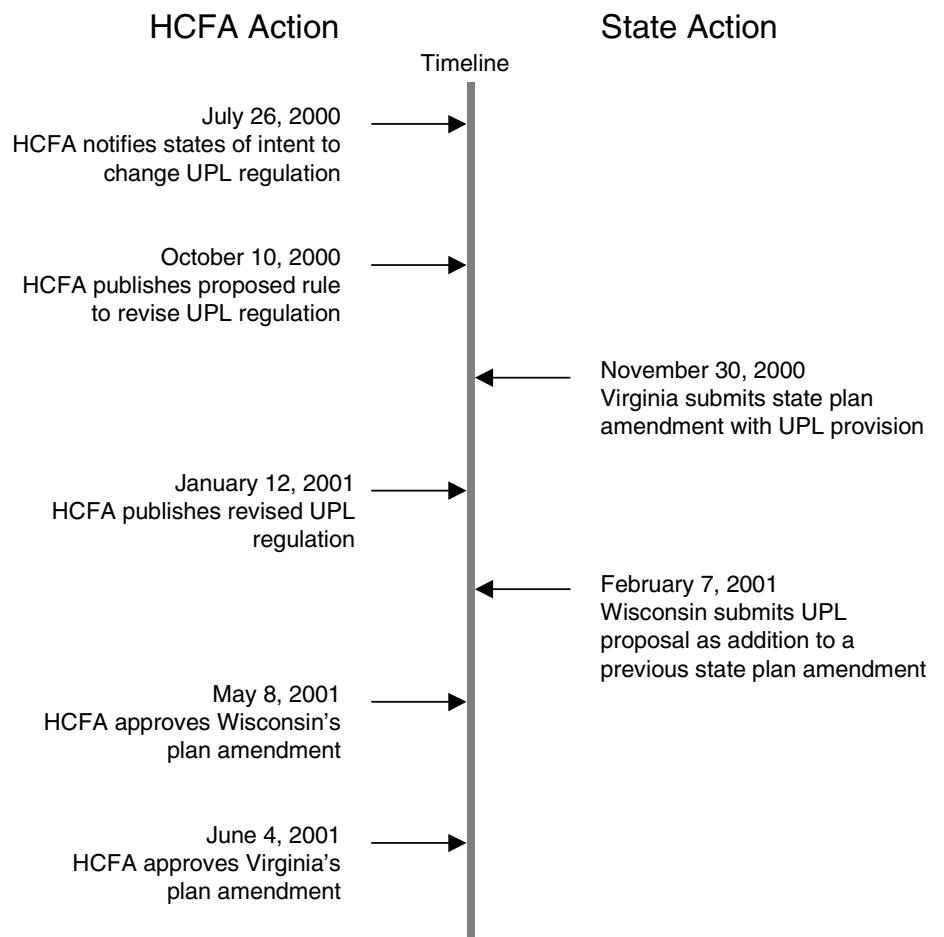 HCFA Action
State Action
Timeline
July 26, 2000
HCFA notifies states of intent to
change UPL regulation
October 10, 2000
HCFA publishes proposed rule
to revise UPL regulation
November 30, 2000
Virginia submits state plan
amendment with UPL provision
January 12, 2001
HCFA publishes revised UPL
regulation
February 7, 2001
Wisconsin submits UPL
proposal as addition to a
previous state plan amendment
May 8, 2001
HCFA approves Wisconsin's
plan amendment
June 4, 2001
HCFA approves Virginia's
plan amendment